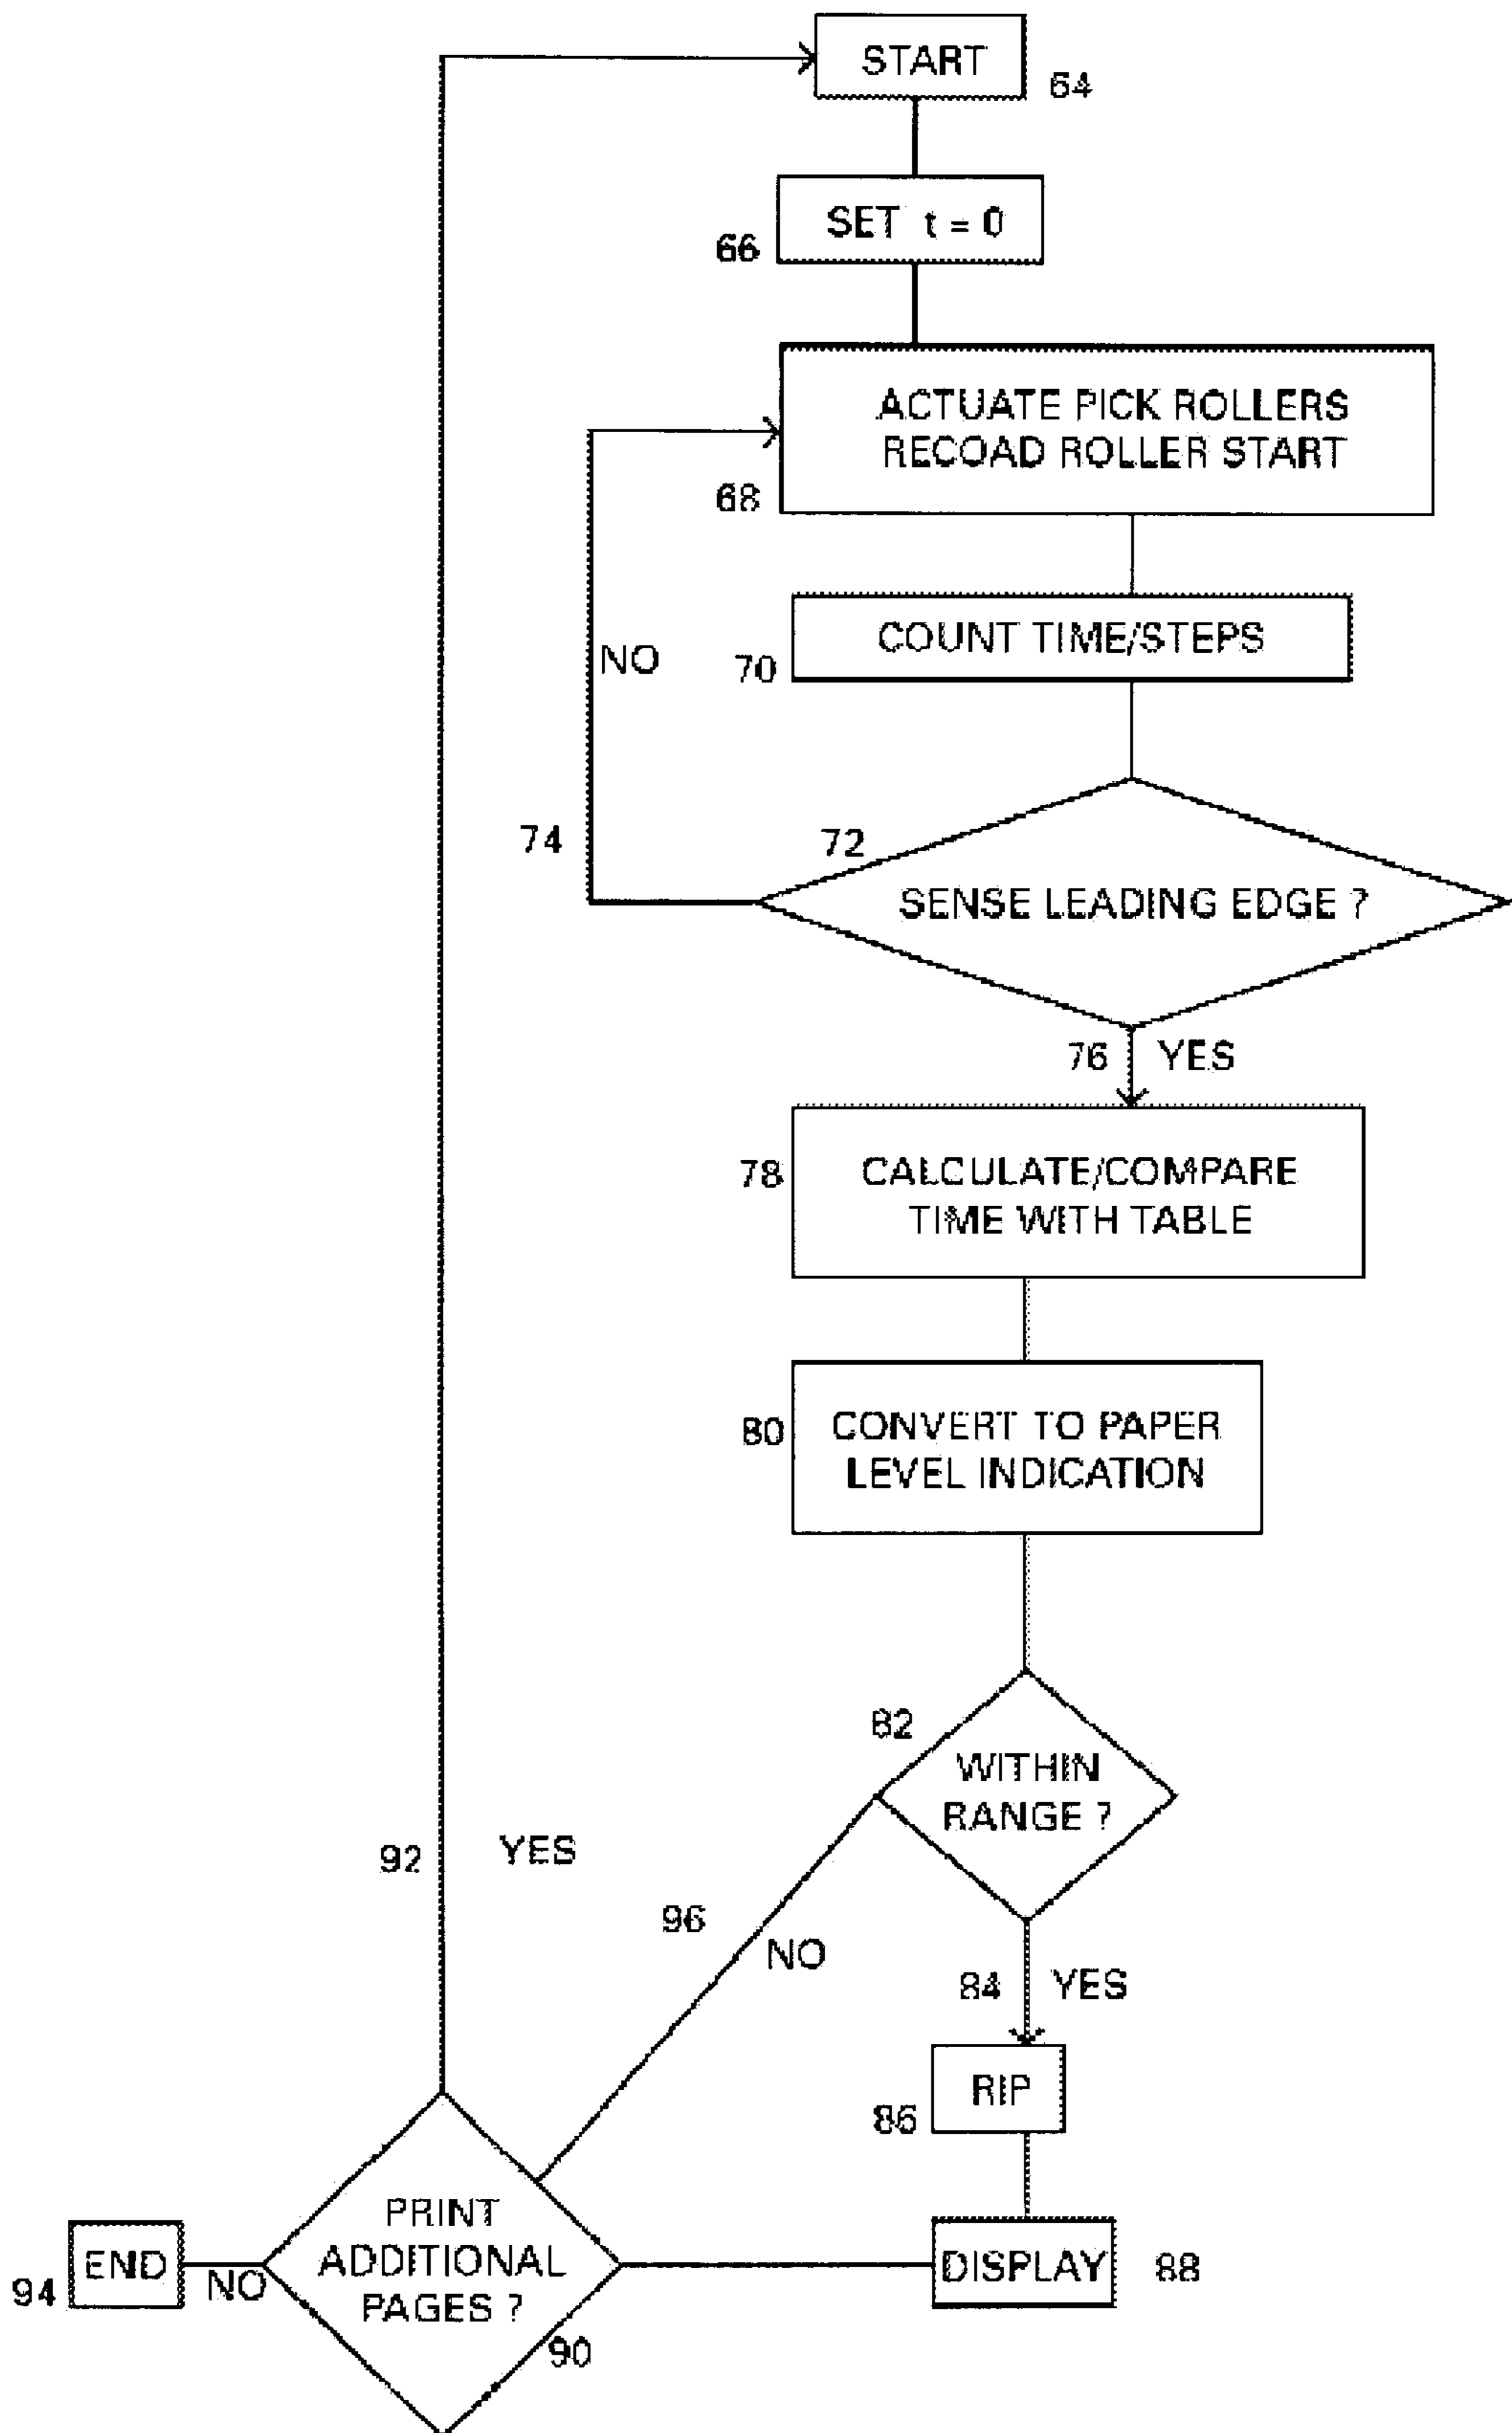 START
64
SET t = 0
66
ACTUATE PICK ROLLERS
RECOAD ROLLER START
68
COUNT TIME/STEPS
70
NO
74
72
SENSE LEADING EDGE ?
76 YES
78
CALCULATE/COMPARE
TIME WITH TABLE
80
CONVERT TO PAPER
LEVEL INDICATION
82
WITHIN
RANGE ?
92
YES
96
NO
84 YES
RIP
86
PRINT
ADDITIONAL
PAGES ?
90
DISPLAY
88
END
94
NO